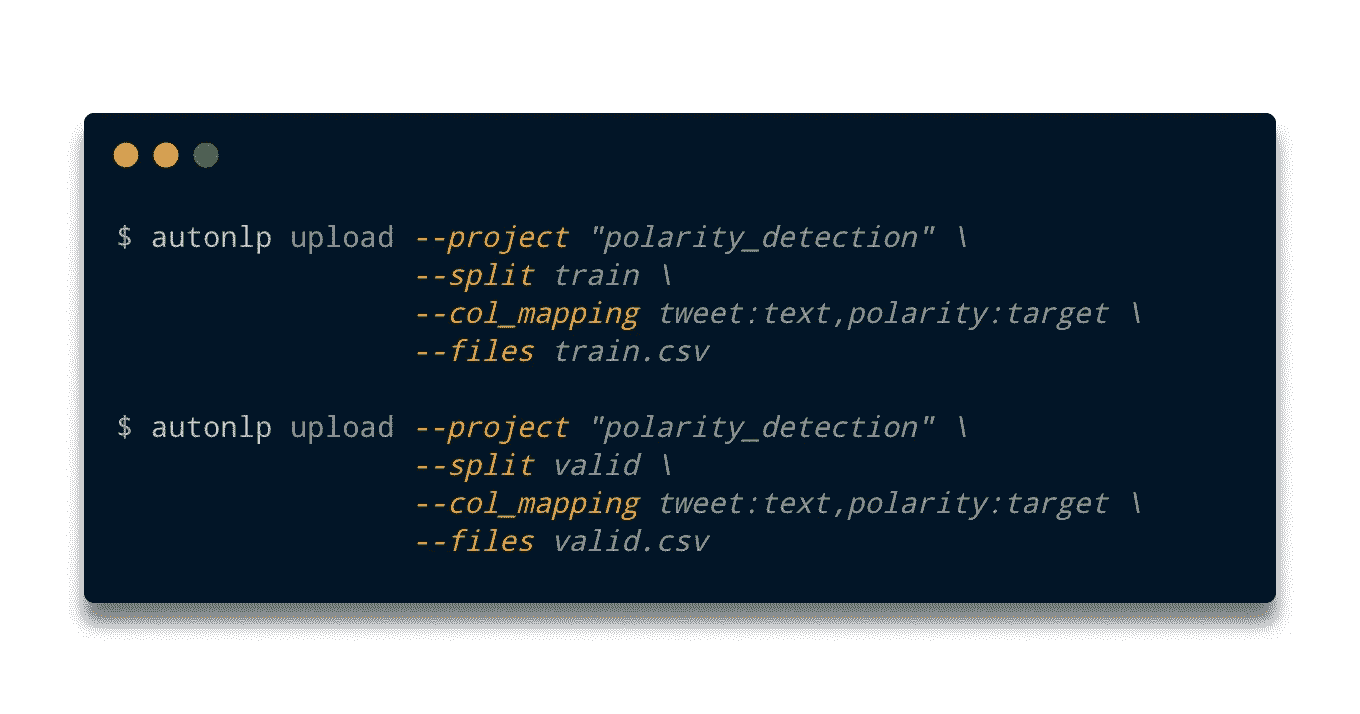 $ autonlp upload --project "polarity_detection" \
--split train \
--col_mapping tweet:text,polarity:target \
--files train.csv
$ autonlp upload --project "polarity_detection" \
--split valid \
--col_mapping tweet:text,polarity:target \
--files valid.csv